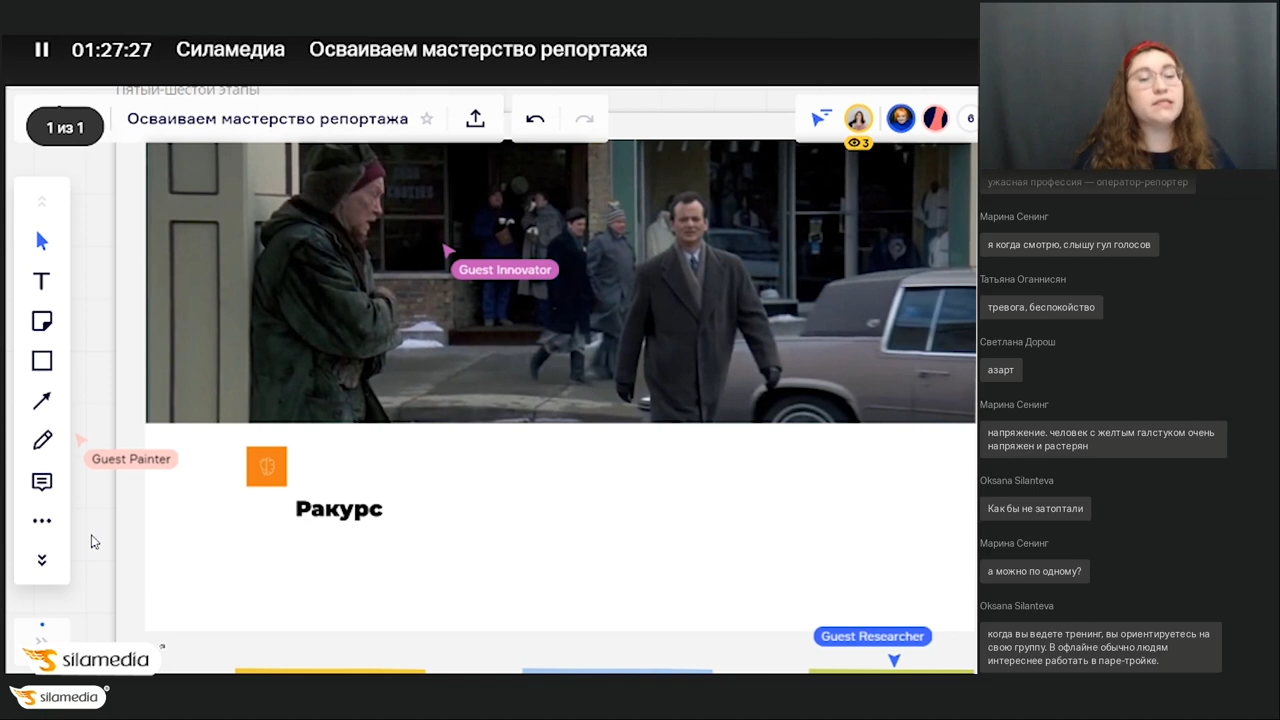 01:27:27 Силамедиа Осваиваем мастерство репортажа
Пятый-шестой этапы
1 из 1
Осваиваем мастерство репортажа
6
3
Guest Innovator
Guest Painter
Ракурс
Guest Researcher
silamedia
silamedia
ужасная профессия — оператор-репортер
Марина Сенинг
я когда смотрю, слышу гул голосов
Татьяна Оганнисян
тревога, беспокойство
Светлана Дорош
азарт
Марина Сенинг
напряжение. человек с желтым галстуком очень
напряжен и растерян
Oksana Silanteva
Как бы не затоптали
Марина Сенинг
а можно по одному?
Oksana Silanteva
когда вы ведете тренинг, вы ориентируетесь на
свою группу. В офлайне обычно людям
интереснее работать в паре-тройке.